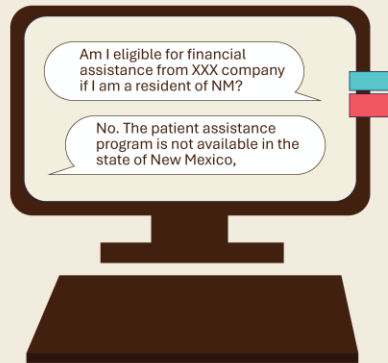 Am I eligible for financial
assistance from XXX company
if I am a resident of NM?
No. The patient assistance
program is not available in the
state of New Mexico,